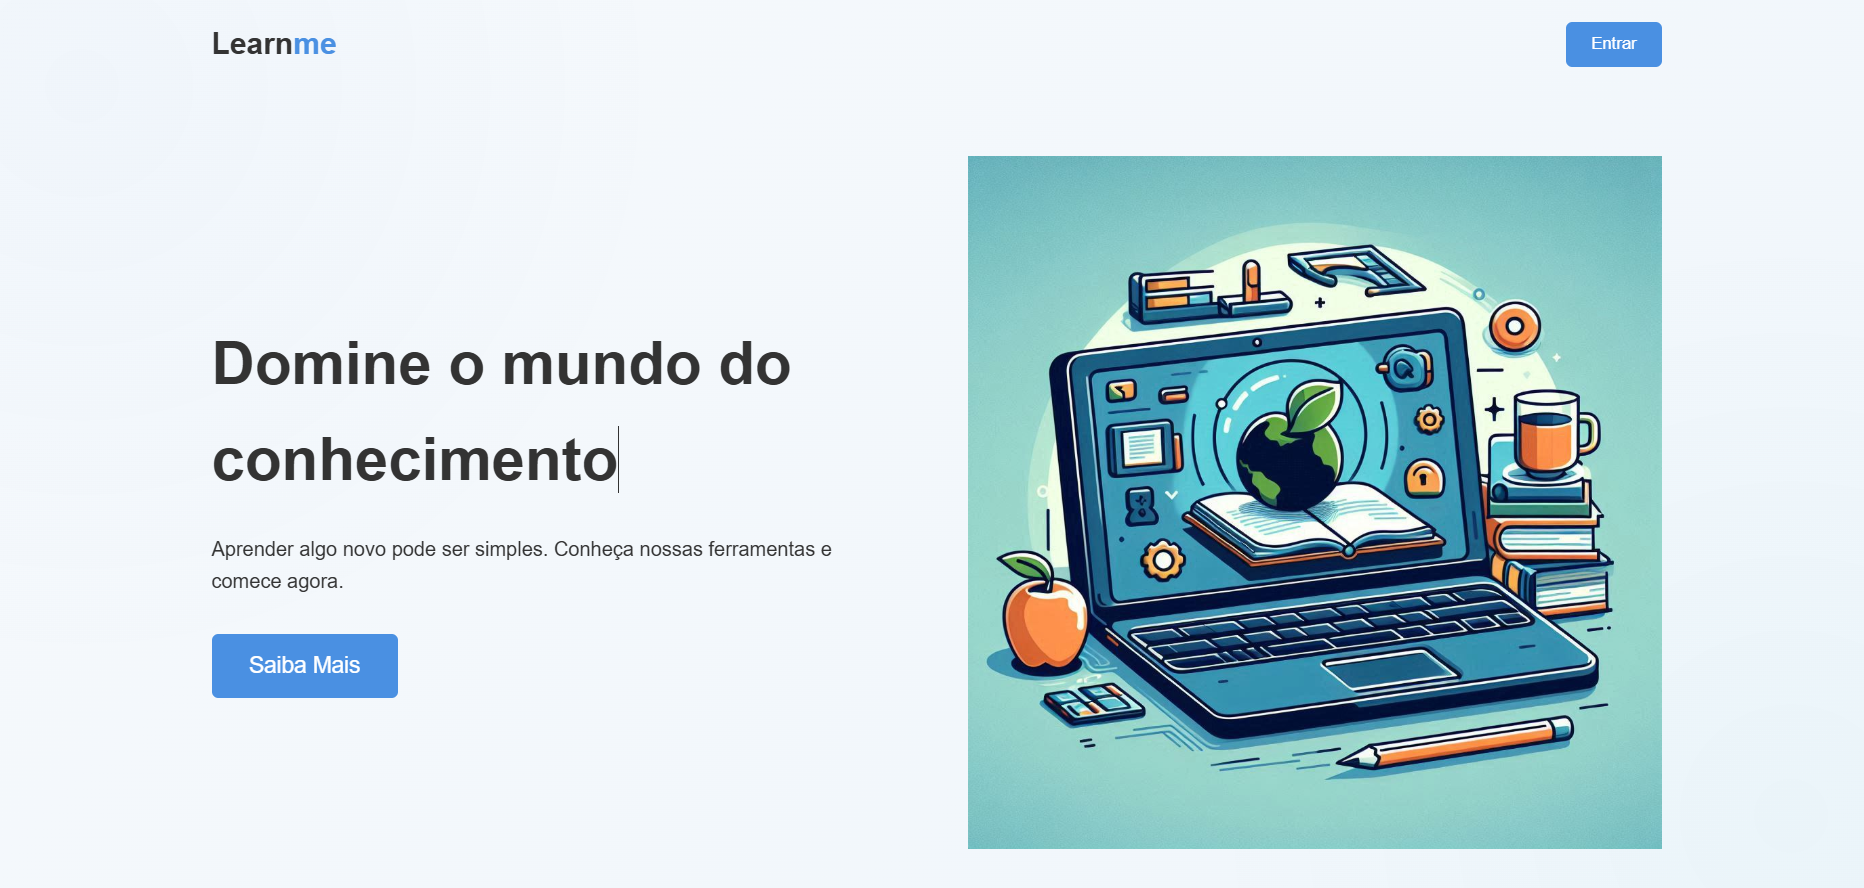 Learnme
Entrar
Domine o mundo do
conhecimento
Aprender algo novo pode ser simples. Conheça nossas ferramentas e
comece agora.
Saiba Mais